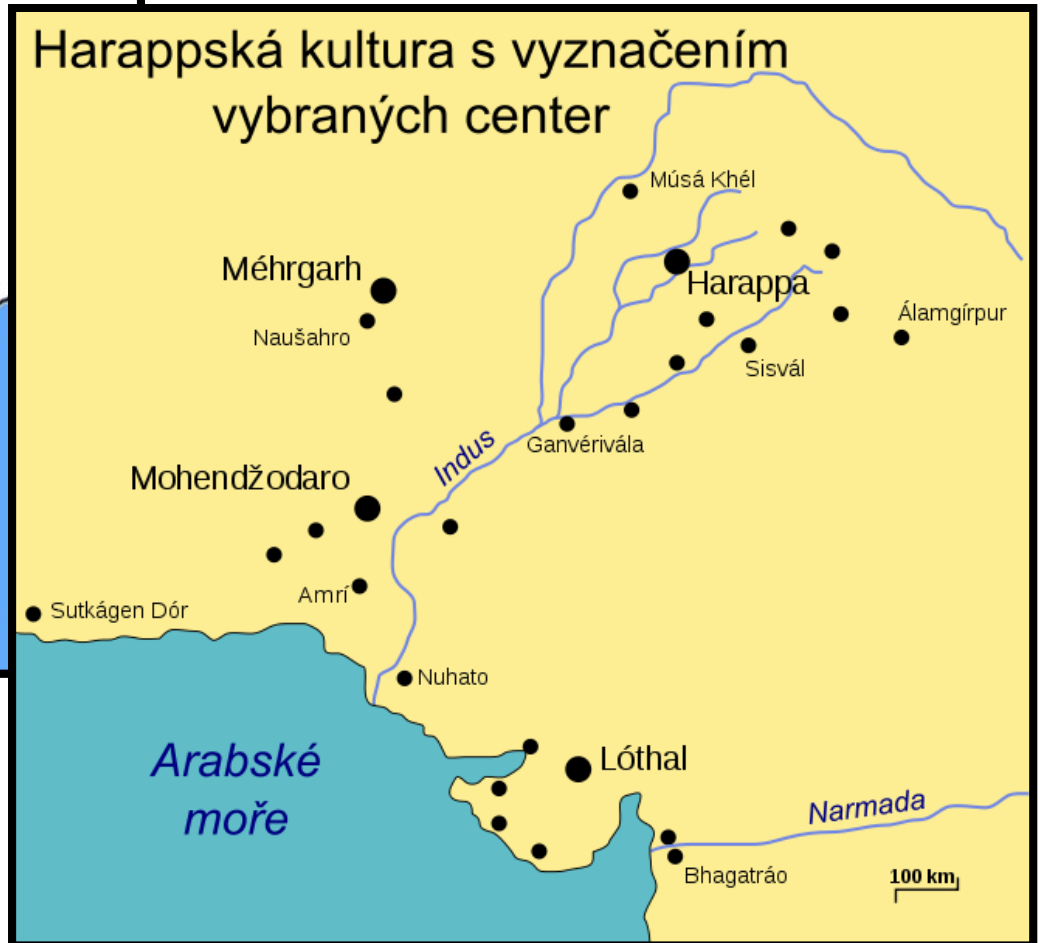 Harappská kultura s vyznačením
vybraných center
Músá Khél
Méhrgarh
Harappa
Naušahro
Álamgírpur
Sisvál
Indus
Ganvérivála
Mohendžodaro
Amrí
Sutkágen Dór
Nuhato
Arabské
moře
Lóthal
Narmada
Bhagatráo
100 km